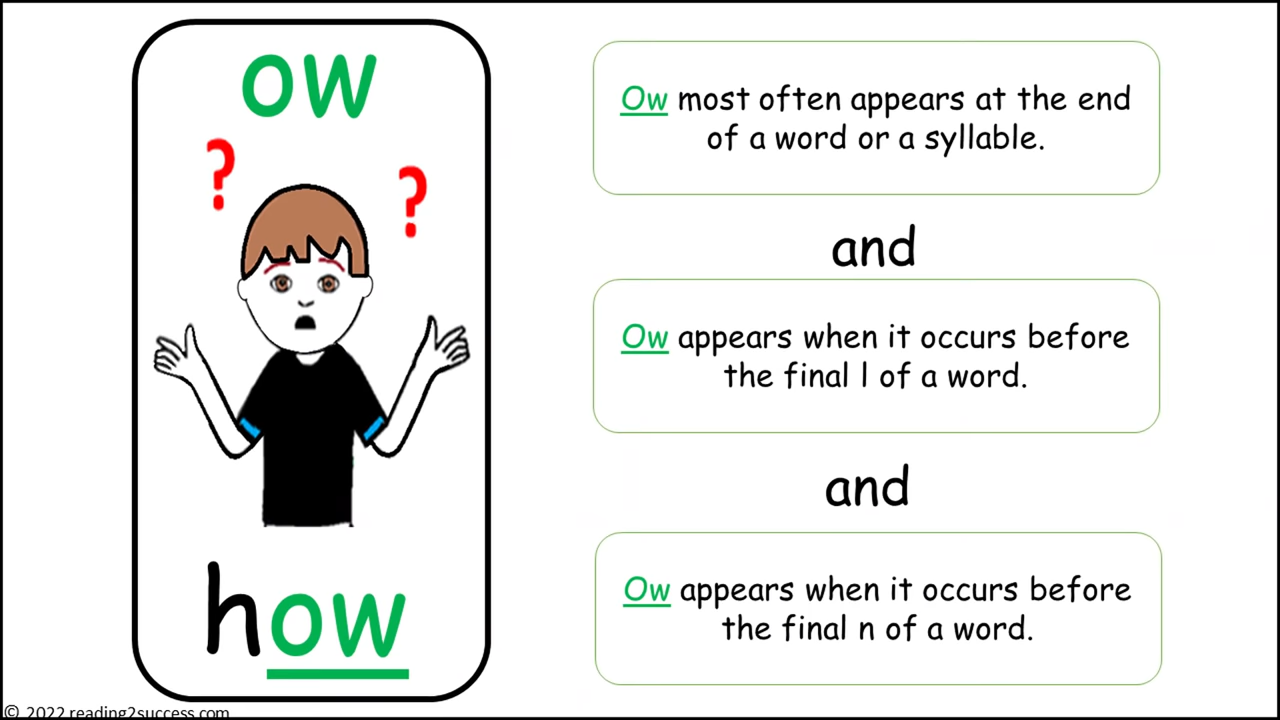 ow
? ?
how
Ow most often appears at the end
of a word or a syllable.
and
Ow appears when it occurs before
the final l of a word.
and
Ow appears when it occurs before
the final n of a word.
© 2022 reading2success.com